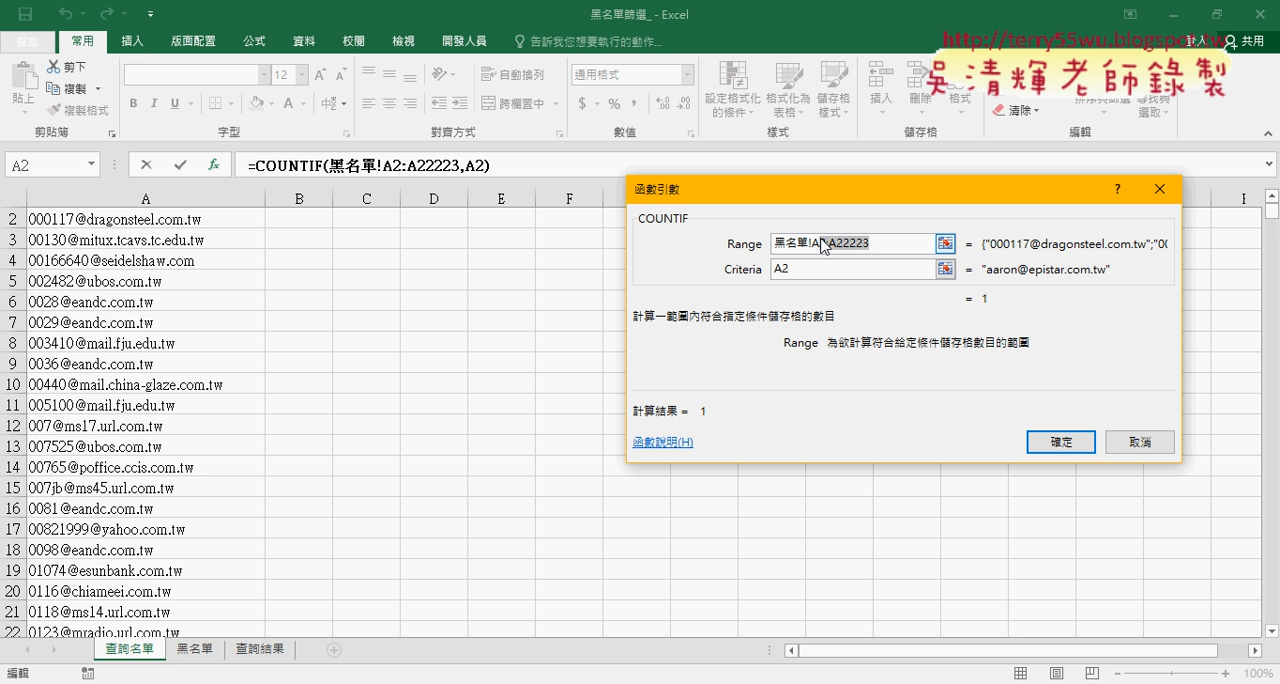 黑名單篩選_ - Excel
檔案 常用 插入 版面配置 公式 資料 校閱 檢視 開發人員 告訴我您想要執行的動作... 登入 共用
http://terry55wu.blogspot.tw
吳清輝老師錄製
貼上 剪下 複製 複製格式 剪貼簿
12 B I U A 中 字型
自動換列 跨欄置中 對齊方式
通用格式 $ % , 數值
設定格式化的條件 格式化為表格 儲存格樣式 樣式
插入 刪除 格式 儲存格
清除 排序與篩選 尋找與選取 編輯
A2 fx =COUNTIF(黑名單!A2:A22223,A2)
A B C D E F I
2 000117@dragonsteel.com.tw
3 00130@mitux.tcavs.tc.edu.tw
4 00166640@seidelshaw.com
5 002482@ubos.com.tw
6 0028@eandc.com.tw
7 0029@eandc.com.tw
8 003410@mail.fju.edu.tw
9 0036@eandc.com.tw
10 00440@mail.china-glaze.com.tw
11 005100@mail.fju.edu.tw
12 007@ms17.url.com.tw
13 007525@ubos.com.tw
14 00765@poffice.ccis.com.tw
15 007jb@ms45.url.com.tw
16 0081@eandc.com.tw
17 00821999@yahoo.com.tw
18 0098@eandc.com.tw
19 01074@esunbank.com.tw
20 0116@chiameei.com.tw
21 0118@ms14.url.com.tw
22 0123@mradio.url.com.tw
函數引數 ?
COUNTIF
Range 黑名單!A2:A22223 = {"000117@dragonsteel.com.tw";"00
Criteria A2 = "aaron@epistar.com.tw"
= 1
計算一範圍內符合指定條件儲存格的數目
Range 為欲計算符合給定條件儲存格數目的範圍
計算結果 = 1
函數說明(H) 確定 取消
查詢名單 黑名單 查詢結果
編輯 100%